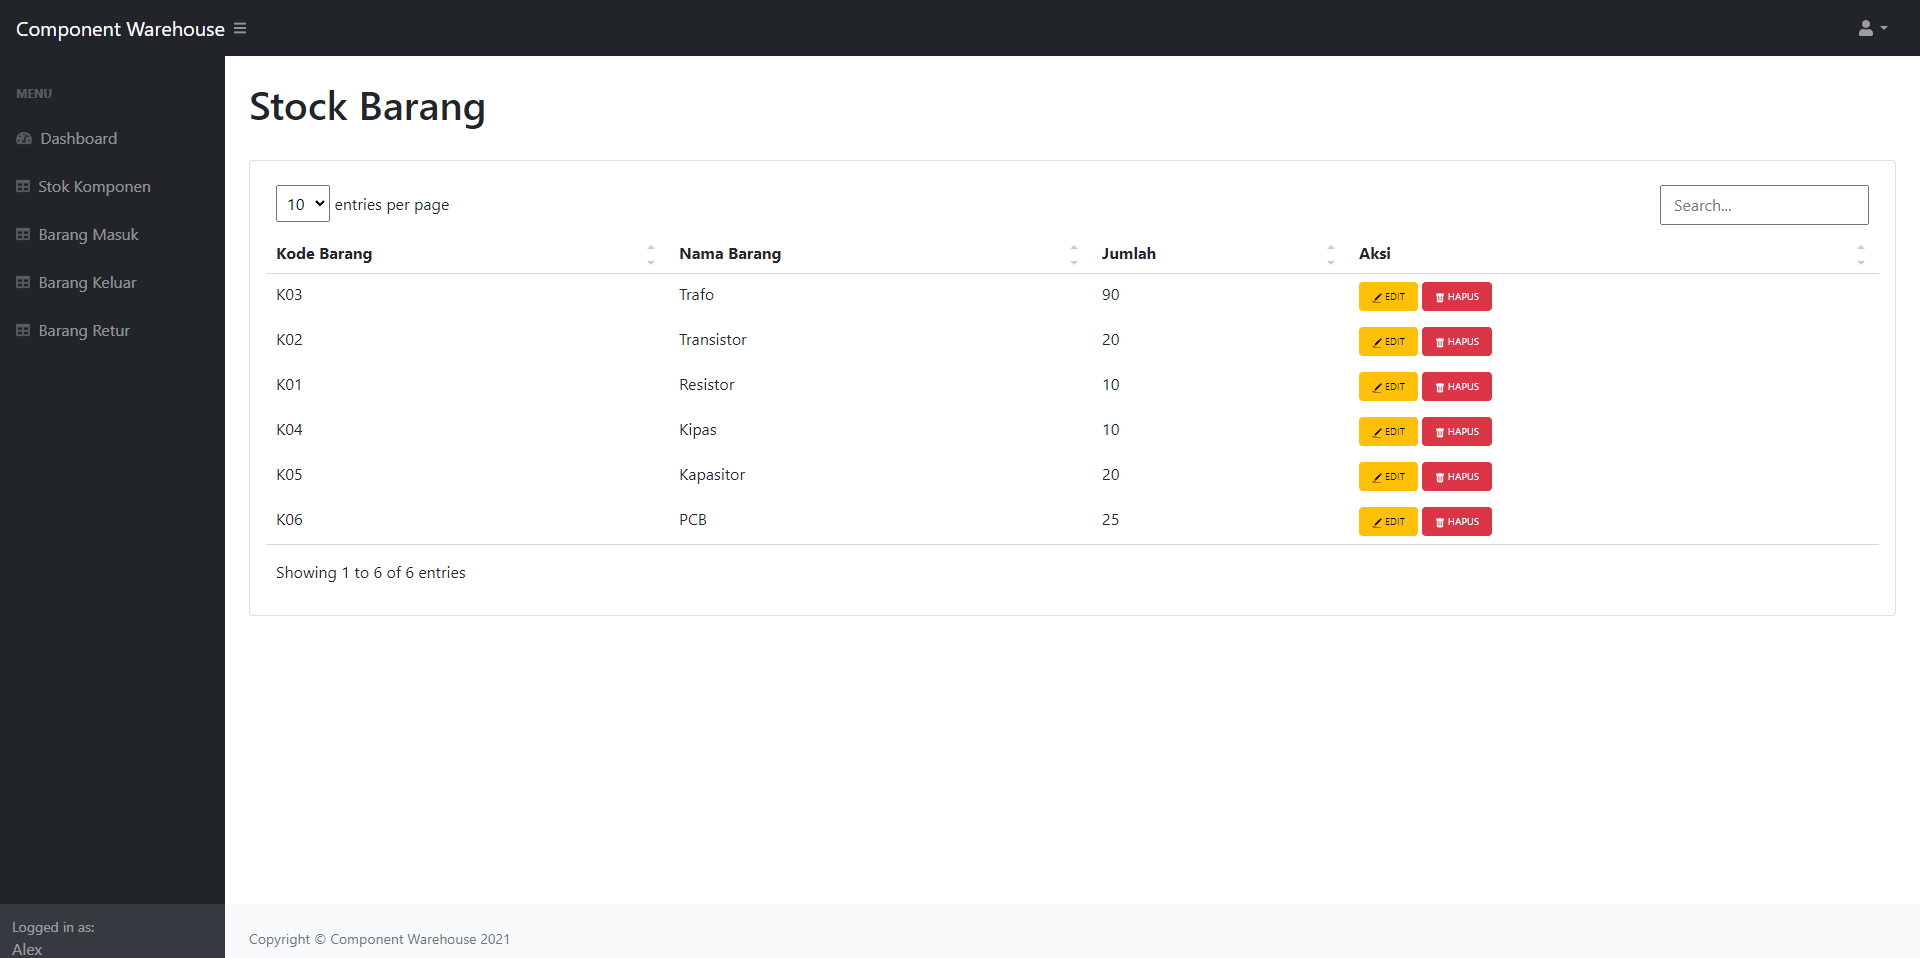 Component Warehouse
MENU
Dashboard
Stok Komponen
Barang Masuk
Barang Keluar
Barang Retur
Logged in as:
Alex
Stock Barang
10 entries per page
Search...
Kode Barang Nama Barang Jumlah Aksi
K03 Trafo 90 EDIT HAPUS
K02 Transistor 20 EDIT HAPUS
K01 Resistor 10 EDIT HAPUS
K04 Kipas 10 EDIT HAPUS
K05 Kapasitor 20 EDIT HAPUS
K06 PCB 25 EDIT HAPUS
Showing 1 to 6 of 6 entries
Copyright © Component Warehouse 2021